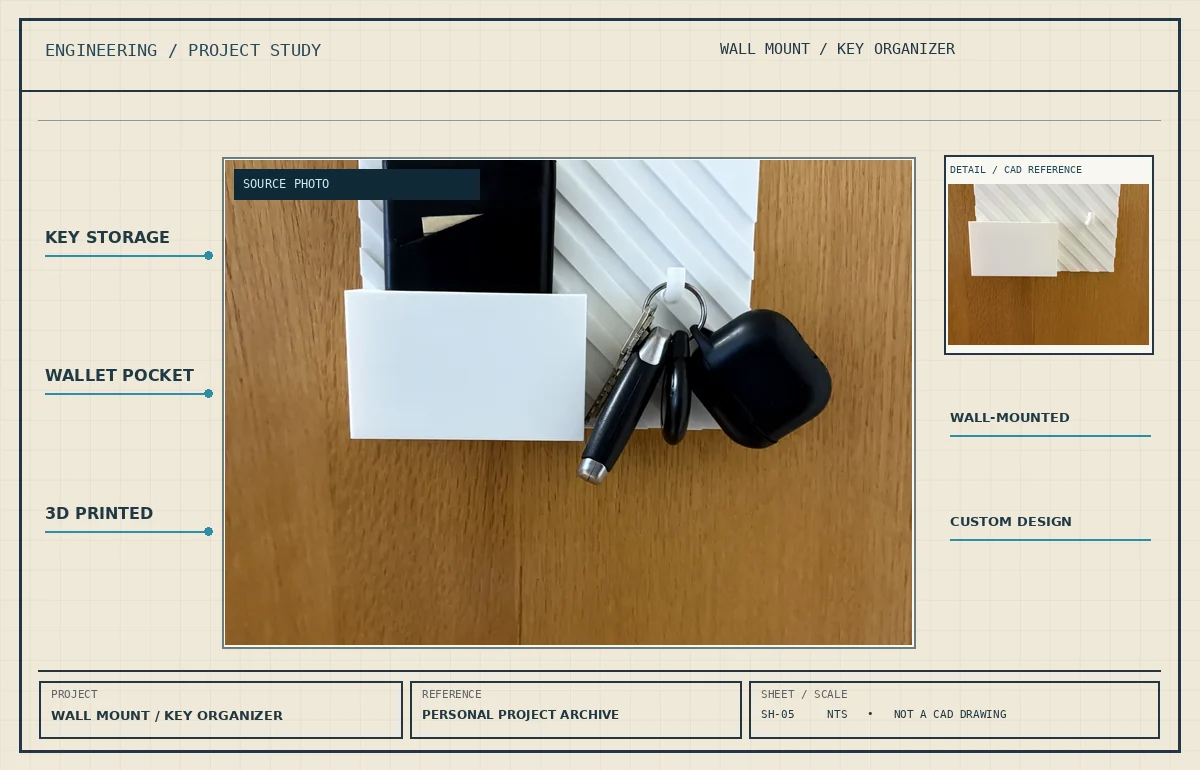 ENGINEERING / PROJECT STUDY
WALL MOUNT / KEY ORGANIZER
SOURCE PHOTO
DETAIL / CAD REFERENCE
KEY STORAGE
WALLET POCKET
3D PRINTED
WALL-MOUNTED
CUSTOM DESIGN
PROJECT
WALL MOUNT / KEY ORGANIZER
REFERENCE
PERSONAL PROJECT ARCHIVE
SHEET / SCALE
SH-05 NTS • NOT A CAD DRAWING